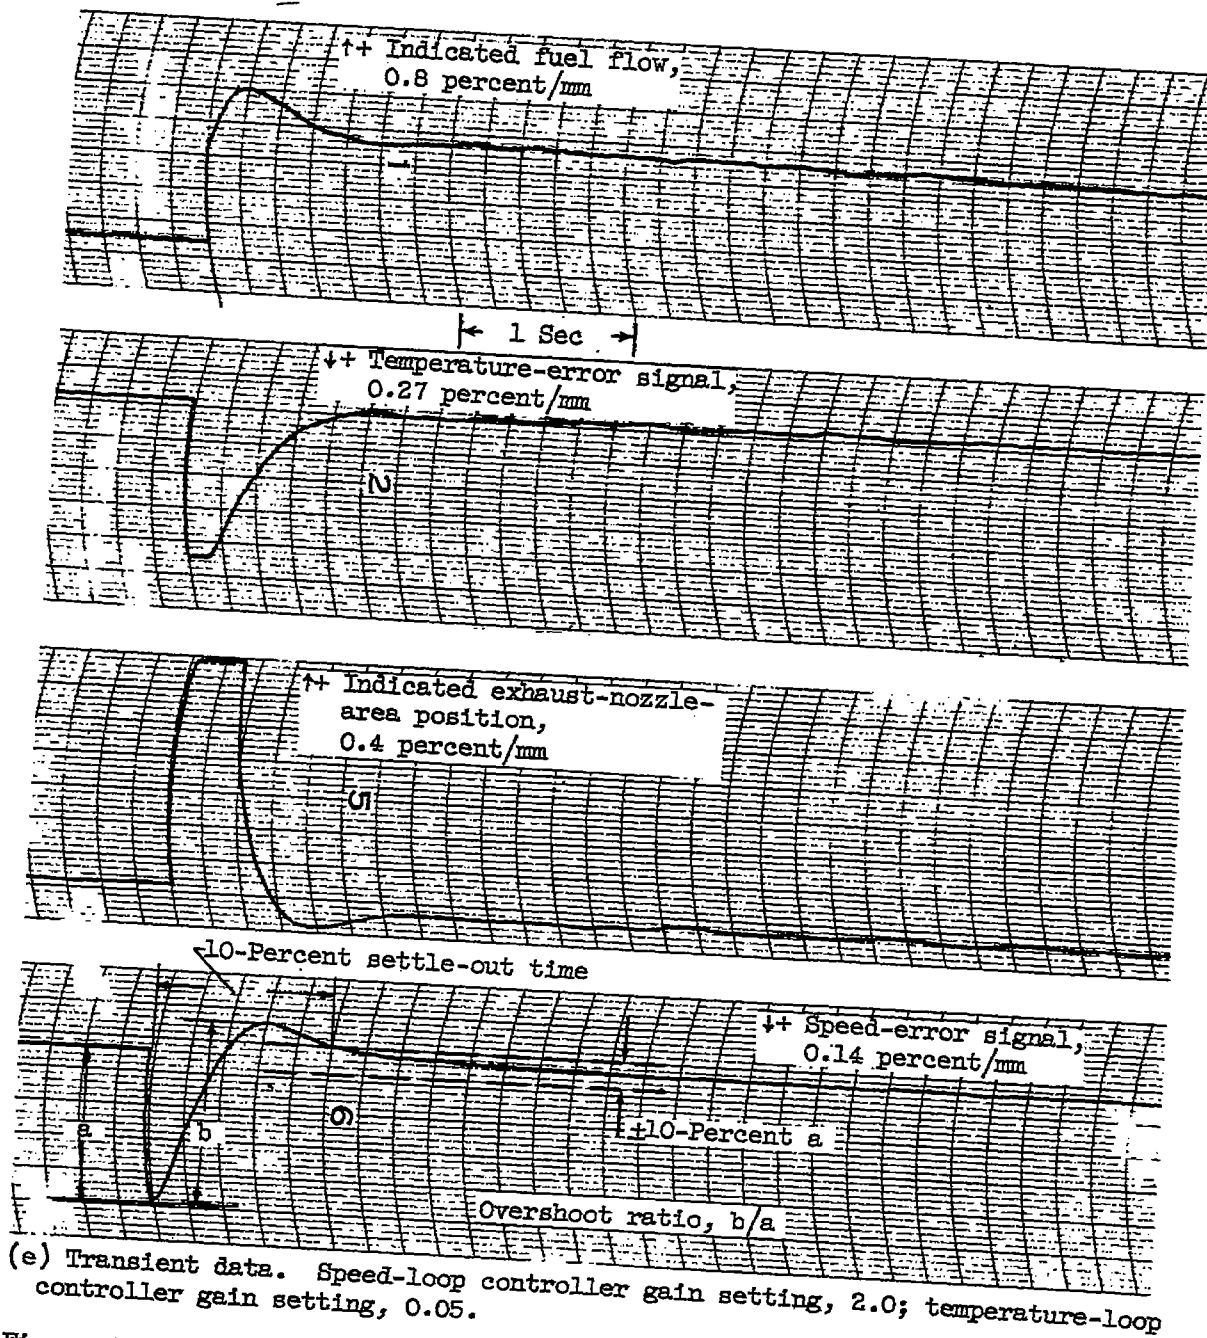 ↑+ Indicated fuel flow,
0.8 percent/mm
1
|← 1 Sec →|
↓+ Temperature-error signal,
0.27 percent/mm
2
↑+ Indicated exhaust-nozzle-
area position,
0.4 percent/mm
5
10-Percent settle-out time
↓+ Speed-error signal,
0.14 percent/mm
a
b
6
±10-Percent a
Overshoot ratio, b/a
(e) Transient data. Speed-loop controller gain setting, 2.0; temperature-loop
controller gain setting, 0.05.